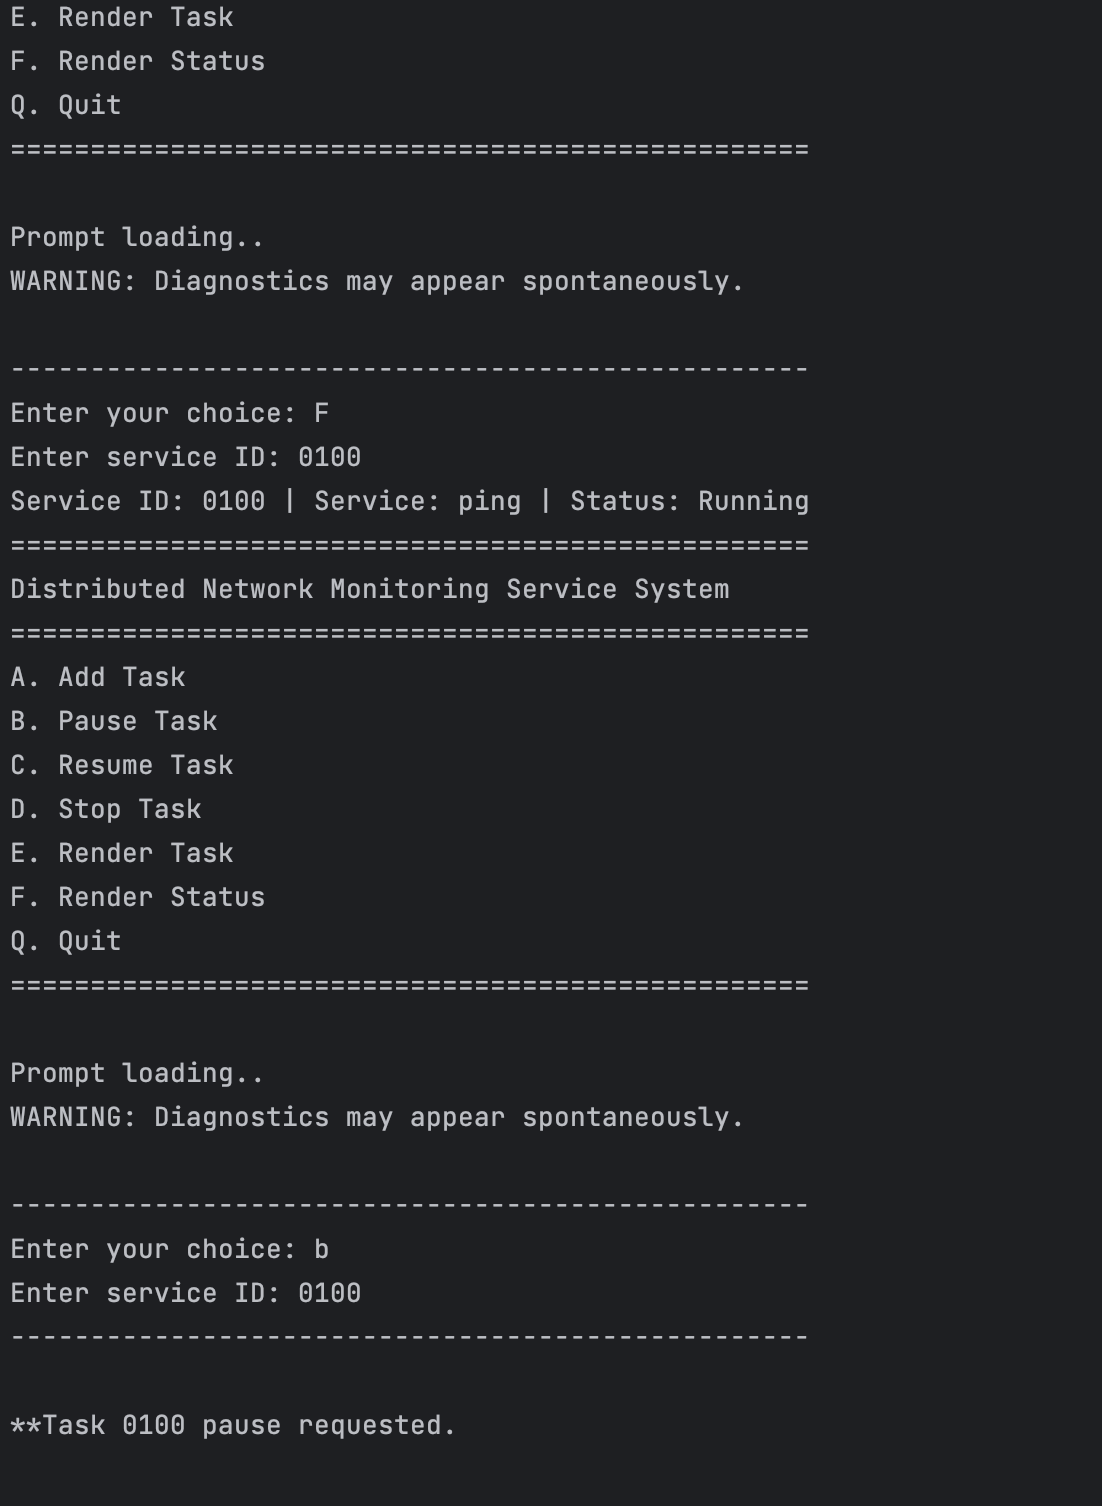 E. Render Task
F. Render Status
Q. Quit
==================================================
Prompt loading..
WARNING: Diagnostics may appear spontaneously.
--------------------------------------------------
Enter your choice: F
Enter service ID: 0100
Service ID: 0100 | Service: ping | Status: Running
==================================================
Distributed Network Monitoring Service System
==================================================
A. Add Task
B. Pause Task
C. Resume Task
D. Stop Task
E. Render Task
F. Render Status
Q. Quit
==================================================
Prompt loading..
WARNING: Diagnostics may appear spontaneously.
--------------------------------------------------
Enter your choice: b
Enter service ID: 0100
--------------------------------------------------
**Task 0100 pause requested.